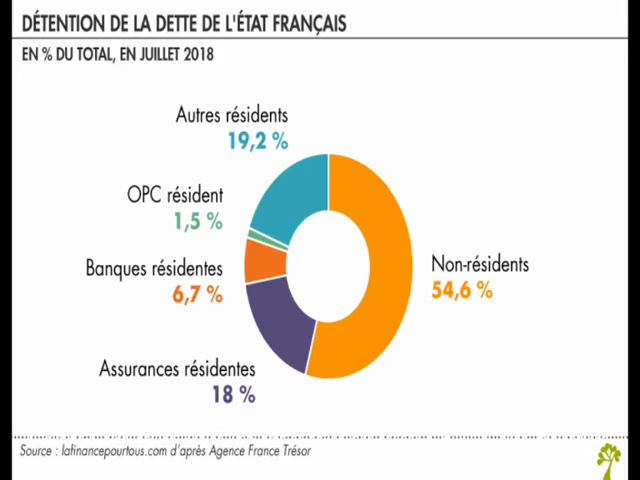 DÉTENTION DE LA DETTE DE L'ÉTAT FRANÇAIS
EN % DU TOTAL, EN JUILLET 2018
Autres résidents
19,2 %
OPC résident
1,5 %
Banques résidentes
6,7 %
Non-résidents
54,6 %
Assurances résidentes
18 %
Source : lafinancepourtous.com d'après Agence France Trésor